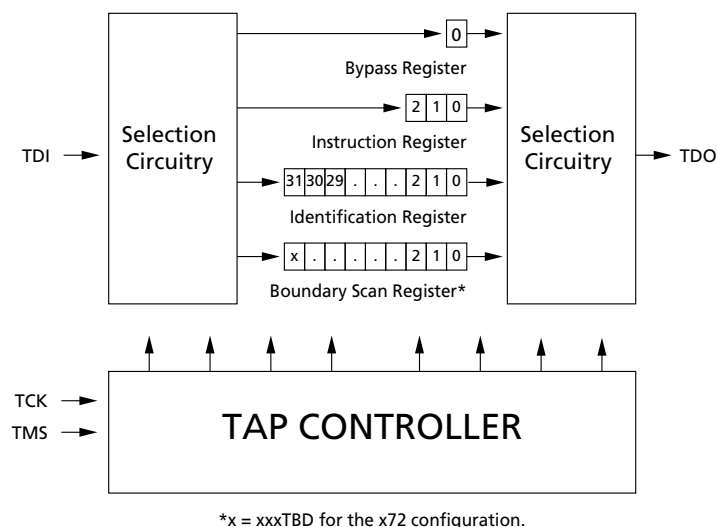 0
Bypass Register
2 1 0
Selection Circuitry
Instruction Register
Selection Circuitry
TDI
TDO
31 30 29 . . . 2 1 0
Identification Register
x . . . . . 2 1 0
Boundary Scan Register*
TCK
TMS
TAP CONTROLLER
*x = xxxTBD for the x72 configuration.